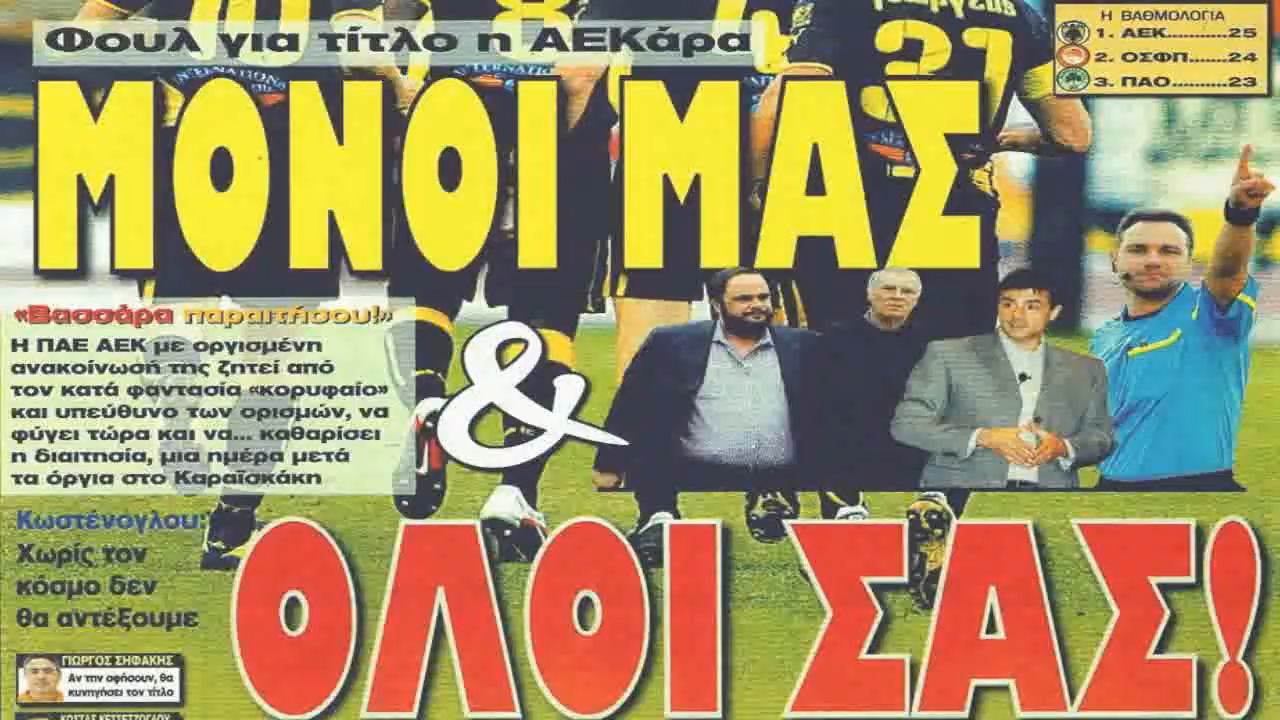 Φουλ για τίτλο η ΑΕΚάρα
Η ΒΑΘΜΟΛΟΓΙΑ
1. ΑΕΚ..........25
2. ΟΣΦΠ.......24
3. ΠΑΟ..........23
21
ΜΟΝΟΙ ΜΑΣ
«Βασσάρα παραιτήσου!»
Η ΠΑΕ ΑΕΚ με οργισμένη
ανακοίνωσή της ζητεί από
τον κατά φαντασία «κορυφαίο»
και υπεύθυνο των ορισμών, να
φύγει τώρα και να... καθαρίσει
η διαιτησία, μια ημέρα μετά
τα όργια στο Καραϊσκάκη
&
Κωστένογλου:
Χωρίς τον
κόσμο δεν
θα αντέξουμε
ΟΛΟΙ ΣΑΣ!
ΓΙΩΡΓΟΣ ΣΗΦΑΚΗΣ
Αν την αφήσουν, θα
κυνηγήσει τον τίτλο